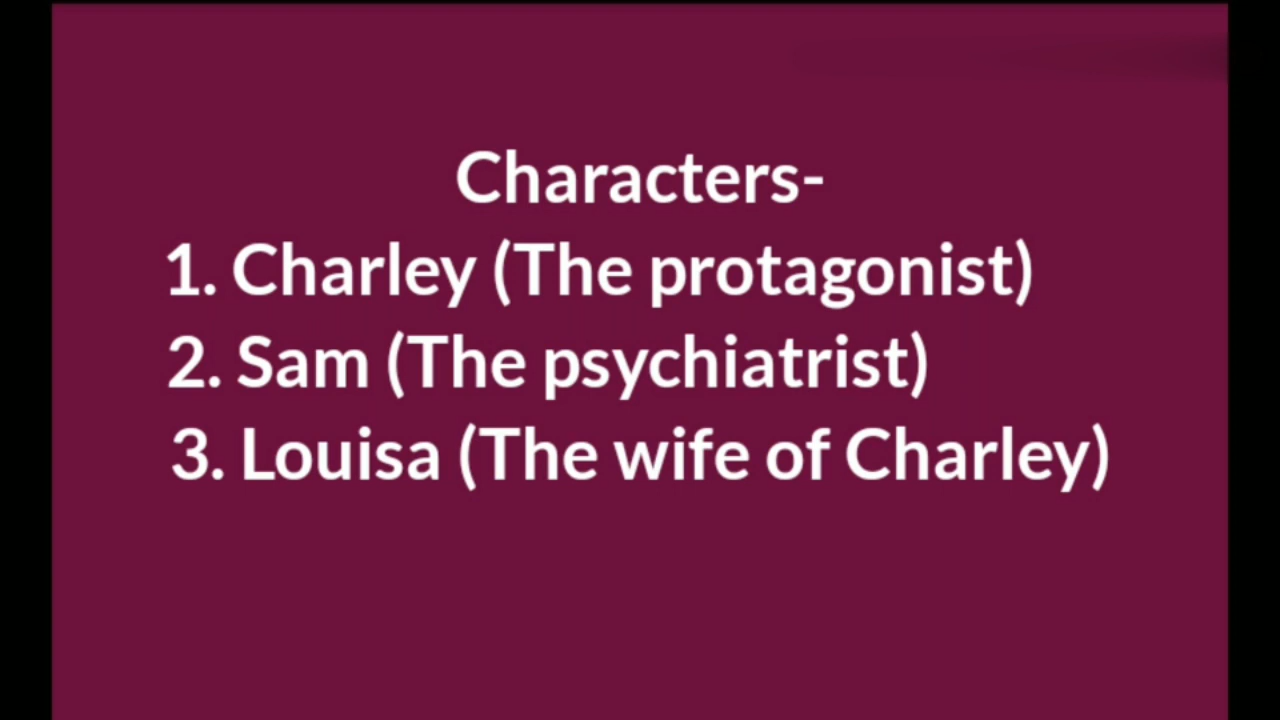 Characters-
1. Charley (The protagonist)
2. Sam (The psychiatrist)
3. Louisa (The wife of Charley)